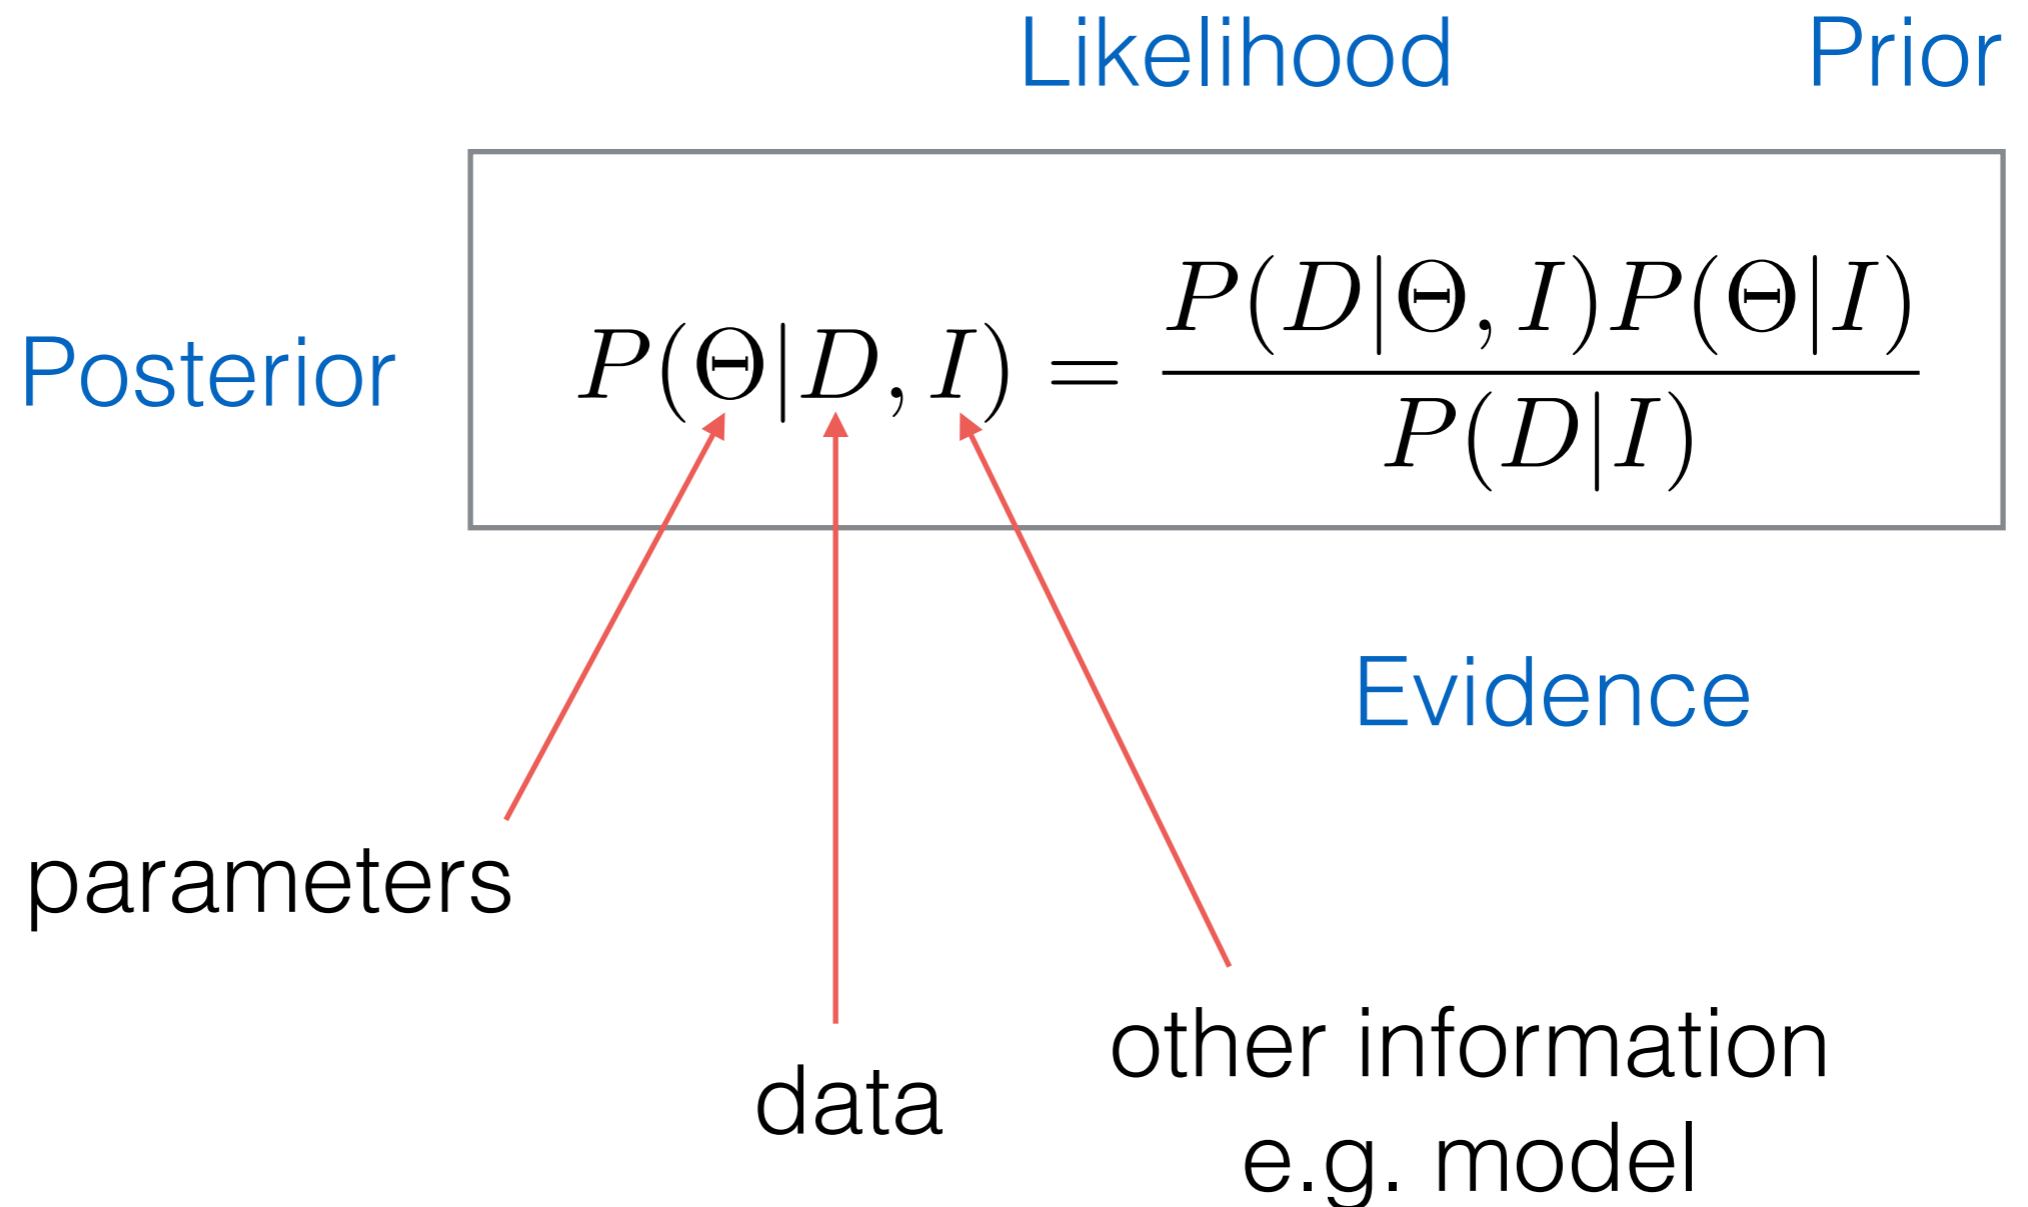 Likelihood Prior
Posterior
P(Θ|D, I) = P(D|Θ, I)P(Θ|I) / P(D|I)
Evidence
parameters
data
other information
e.g. model